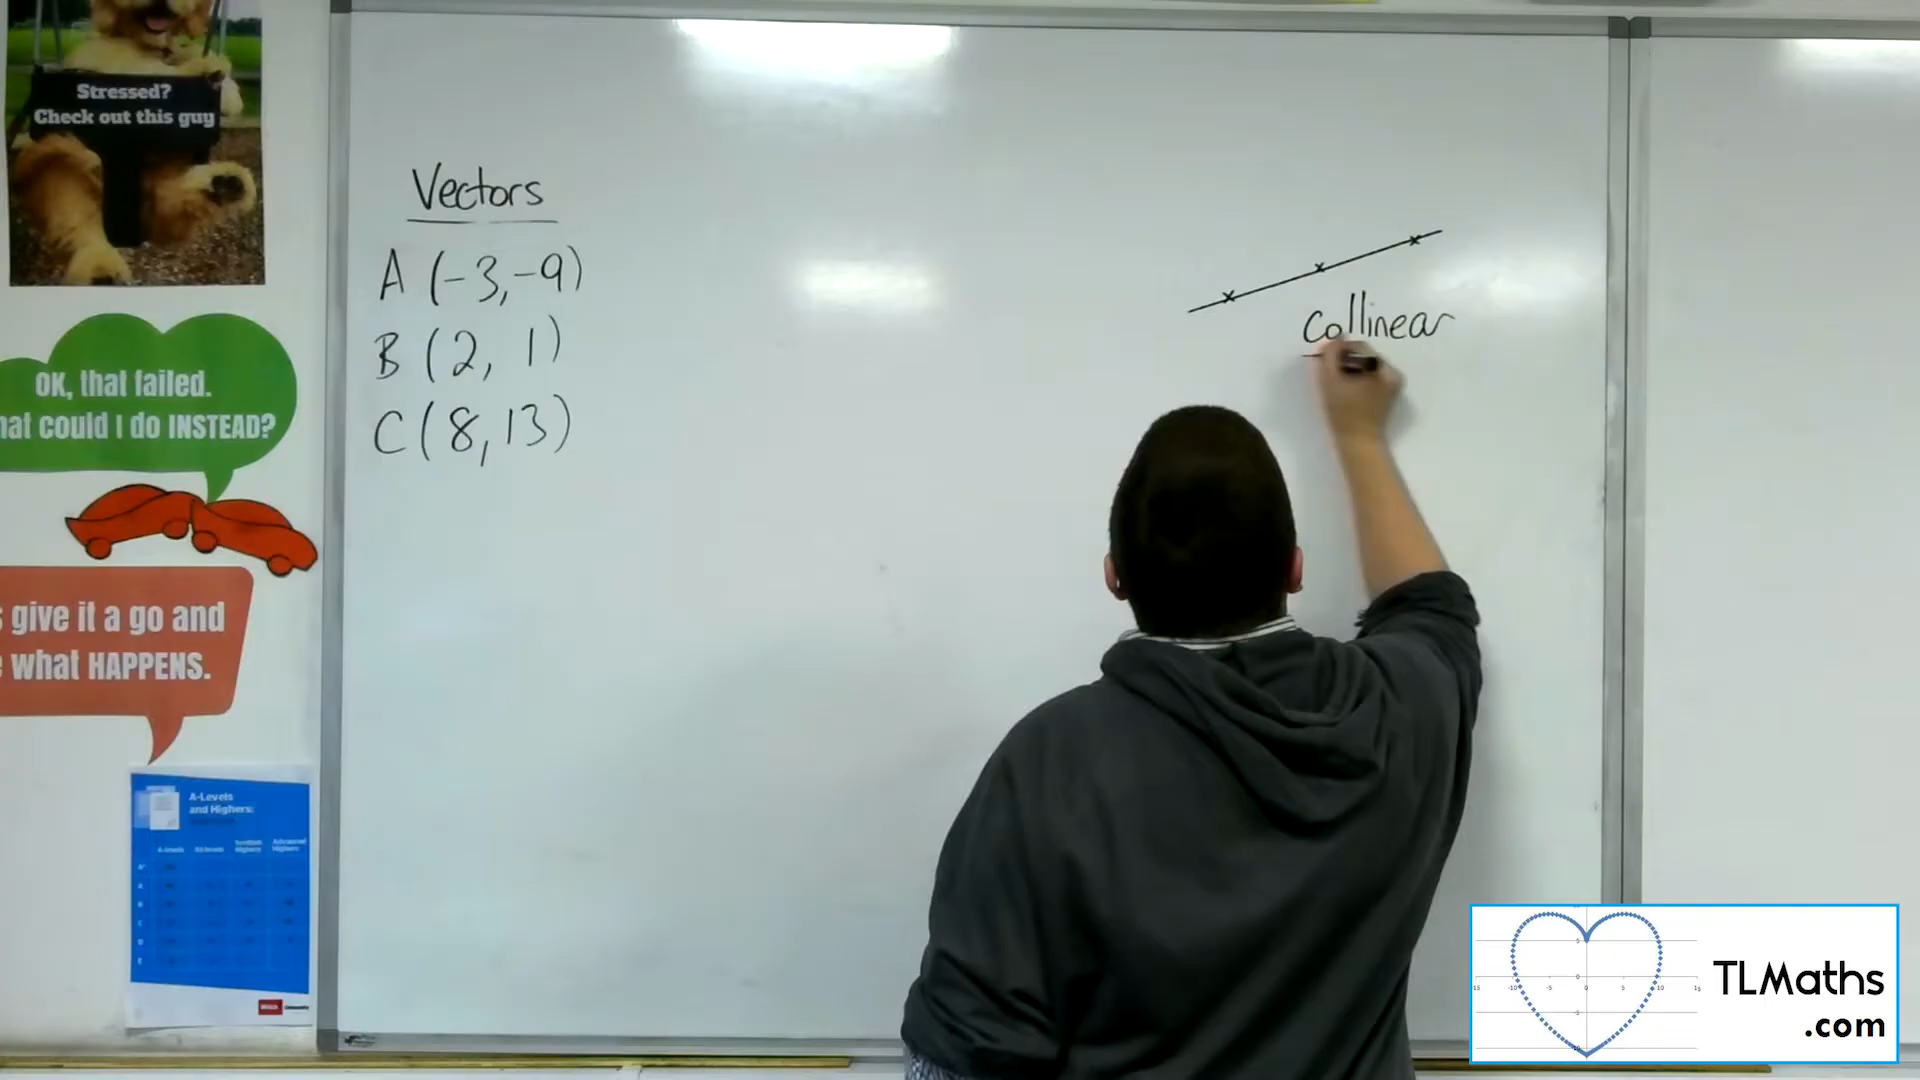 Stressed?
Check out this guy
OK, that failed.
hat could I do INSTEAD?
give it a go and
what HAPPENS.
A-Levels
and Highers:
Vectors
A (-3,-9)
B (2, 1)
C (8,13)
collinear
TLMaths
.com